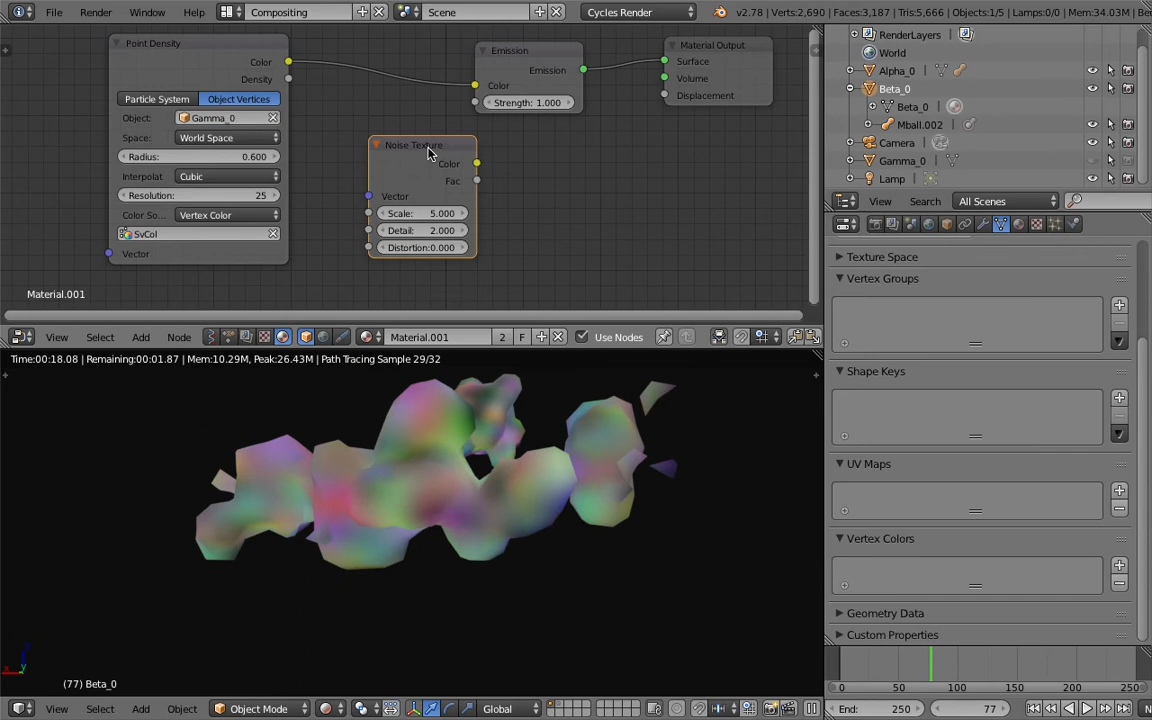 File Render Window Help Compositing Scene Cycles Render v2.78 | Verts:2,690 | Faces:3,187 | Tris:5,666 | Objects:1/5 | Lamps:0/0 | Mem:34.03M
Point Density
Color
Density
Particle System Object Vertices
Object: Gamma_0
Space: World Space
Radius: 0.600
Interpolat Cubic
Resolution: 25
Color So... Vertex Color
SvCol
Vector
Noise Texture
Color
Fac
Vector
Scale: 5.000
Detail: 2.000
Distortion:0.000
Emission
Emission
Color
Strength: 1.000
Material Output
Surface
Volume
Displacement
Material.001
View Select Add Node Material.001 2 F Use Nodes
Time:00:18.08 | Remaining:00:01.87 | Mem:10.29M, Peak:26.43M | Path Tracing Sample 29/32
(77) Beta_0
View Select Add Object Object Mode Global
RenderLayers
World
Alpha_0
Beta_0
Beta_0
Mball.002
Camera
Gamma_0
Lamp
View Search All Scenes
Texture Space
Vertex Groups
Shape Keys
UV Maps
Vertex Colors
Geometry Data
Custom Properties
0 50 100 150 200 250
End: 250 77